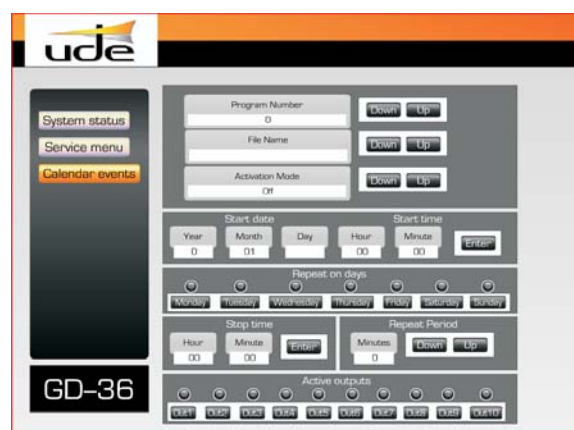 ude
System status
Service menu
Calendar events
GD-36
Program Number
0
Down Up
File Name
Down Up
Activation Mode
Off
Down Up
Start date Start time
Year Month Day Hour Minute
0 01 00 00
Enter
Repeat on days
Monday Tuesday Wednesday Thursday Friday Saturday Sunday
Stop time
Hour Minute
00 00
Enter
Repeat Period
Minutes
0
Down Up
Active outputs
Out1 Out2 Out3 Out4 Out5 Out6 Out7 Out8 Out9 Out10